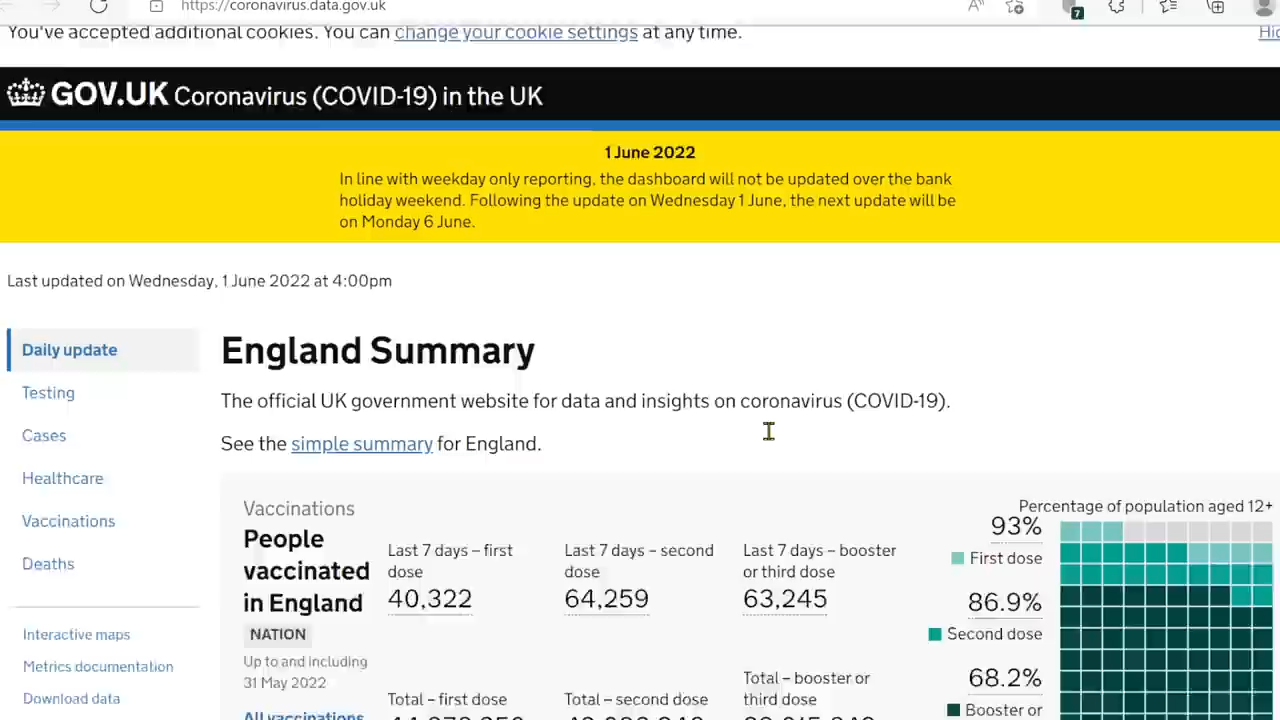 https://coronavirus.data.gov.uk
7
You've accepted additional cookies. You can change your cookie settings at any time.
GOV.UK Coronavirus (COVID-19) in the UK
1 June 2022
In line with weekday only reporting, the dashboard will not be updated over the bank
holiday weekend. Following the update on Wednesday 1 June, the next update will be
on Monday 6 June.
Last updated on Wednesday, 1 June 2022 at 4:00pm
Daily update
Testing
Cases
Healthcare
Vaccinations
Deaths
Interactive maps
Metrics documentation
Download data
England Summary
The official UK government website for data and insights on coronavirus (COVID-19).
See the simple summary for England.
Vaccinations
People
vaccinated
in England
NATION
Up to and including
31 May 2022
All vaccinations
Last 7 days – first
dose
40,322
Last 7 days – second
dose
64,259
Last 7 days – booster
or third dose
63,245
Total – first dose
Total – second dose
Total – booster or
third dose
Percentage of population aged 12+
93%
First dose
86.9%
Second dose
68.2%
Booster or